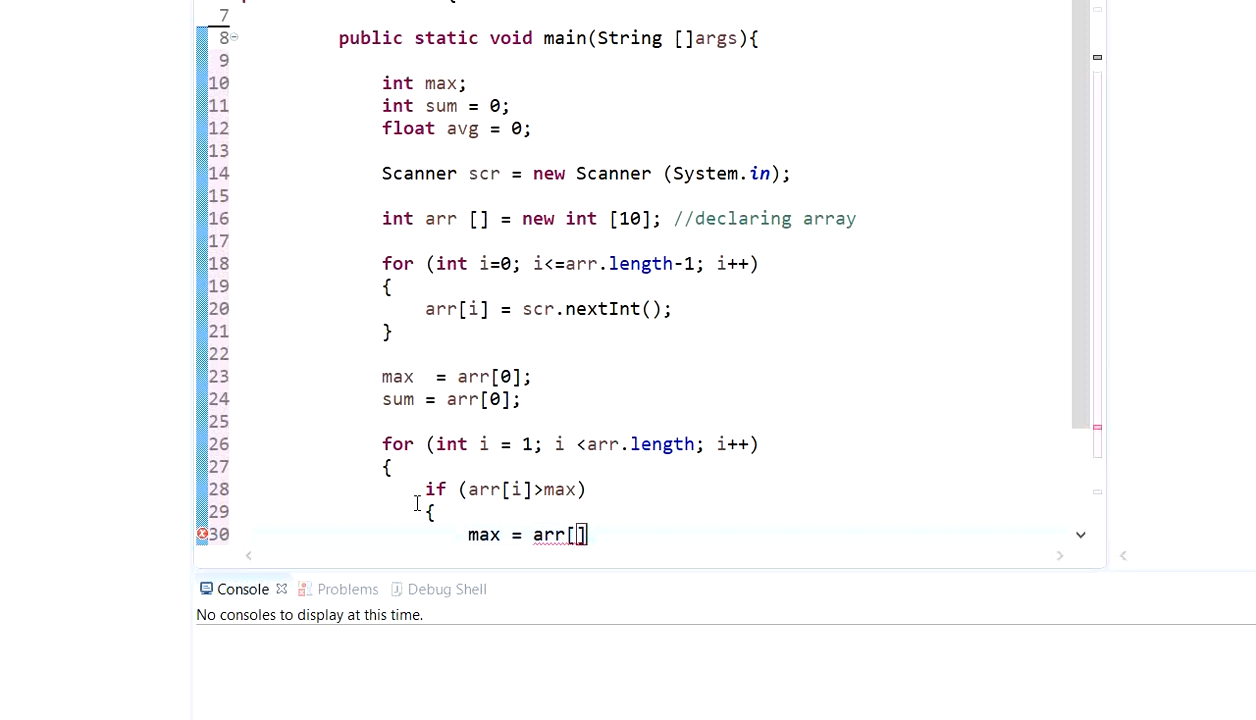 7
8 public static void main(String []args){
9
10 int max;
11 int sum = 0;
12 float avg = 0;
13
14 Scanner scr = new Scanner (System.in);
15
16 int arr [] = new int [10]; //declaring array
17
18 for (int i=0; i<=arr.length-1; i++)
19 {
20 arr[i] = scr.nextInt();
21 }
22
23 max  = arr[0];
24 sum = arr[0];
25
26 for (int i = 1; i <arr.length; i++)
27 {
28 if (arr[i]>max)
29 {
30 max = arr[]
Console Problems Debug Shell
No consoles to display at this time.